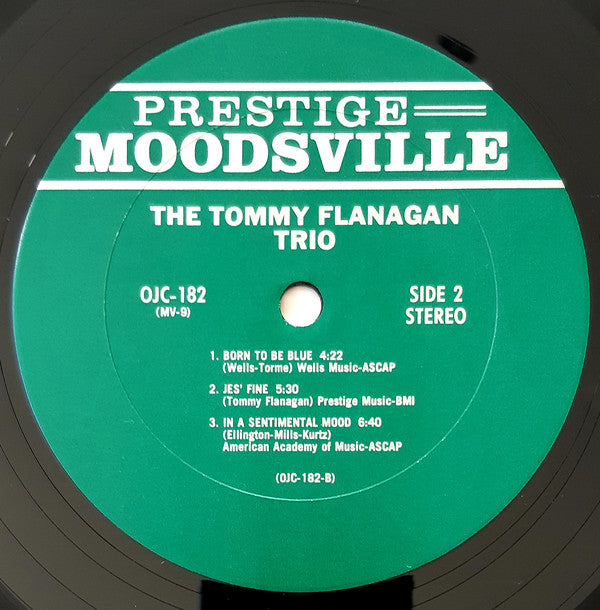 PRESTIGE
MOODSVILLE
THE TOMMY FLANAGAN
TRIO
OJC-182
(MV-9)
SIDE 2
STEREO
1. BORN TO BE BLUE 4:22
(Wells-Torme) Wells Music-ASCAP
2. JES' FINE 5:30
(Tommy Flanagan) Prestige Music-BMI
3. IN A SENTIMENTAL MOOD 6:40
(Ellington-Mills-Kurtz)
American Academy of Music-ASCAP
(OJC-182-B)